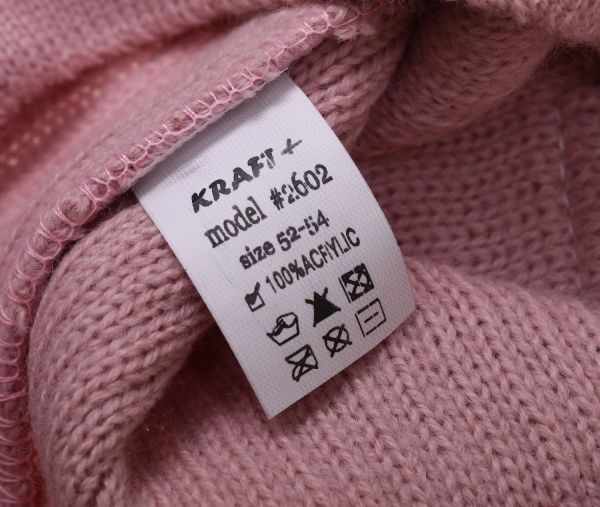 KRAFT+
model #2602
size 52-54
100%ACRYLIC